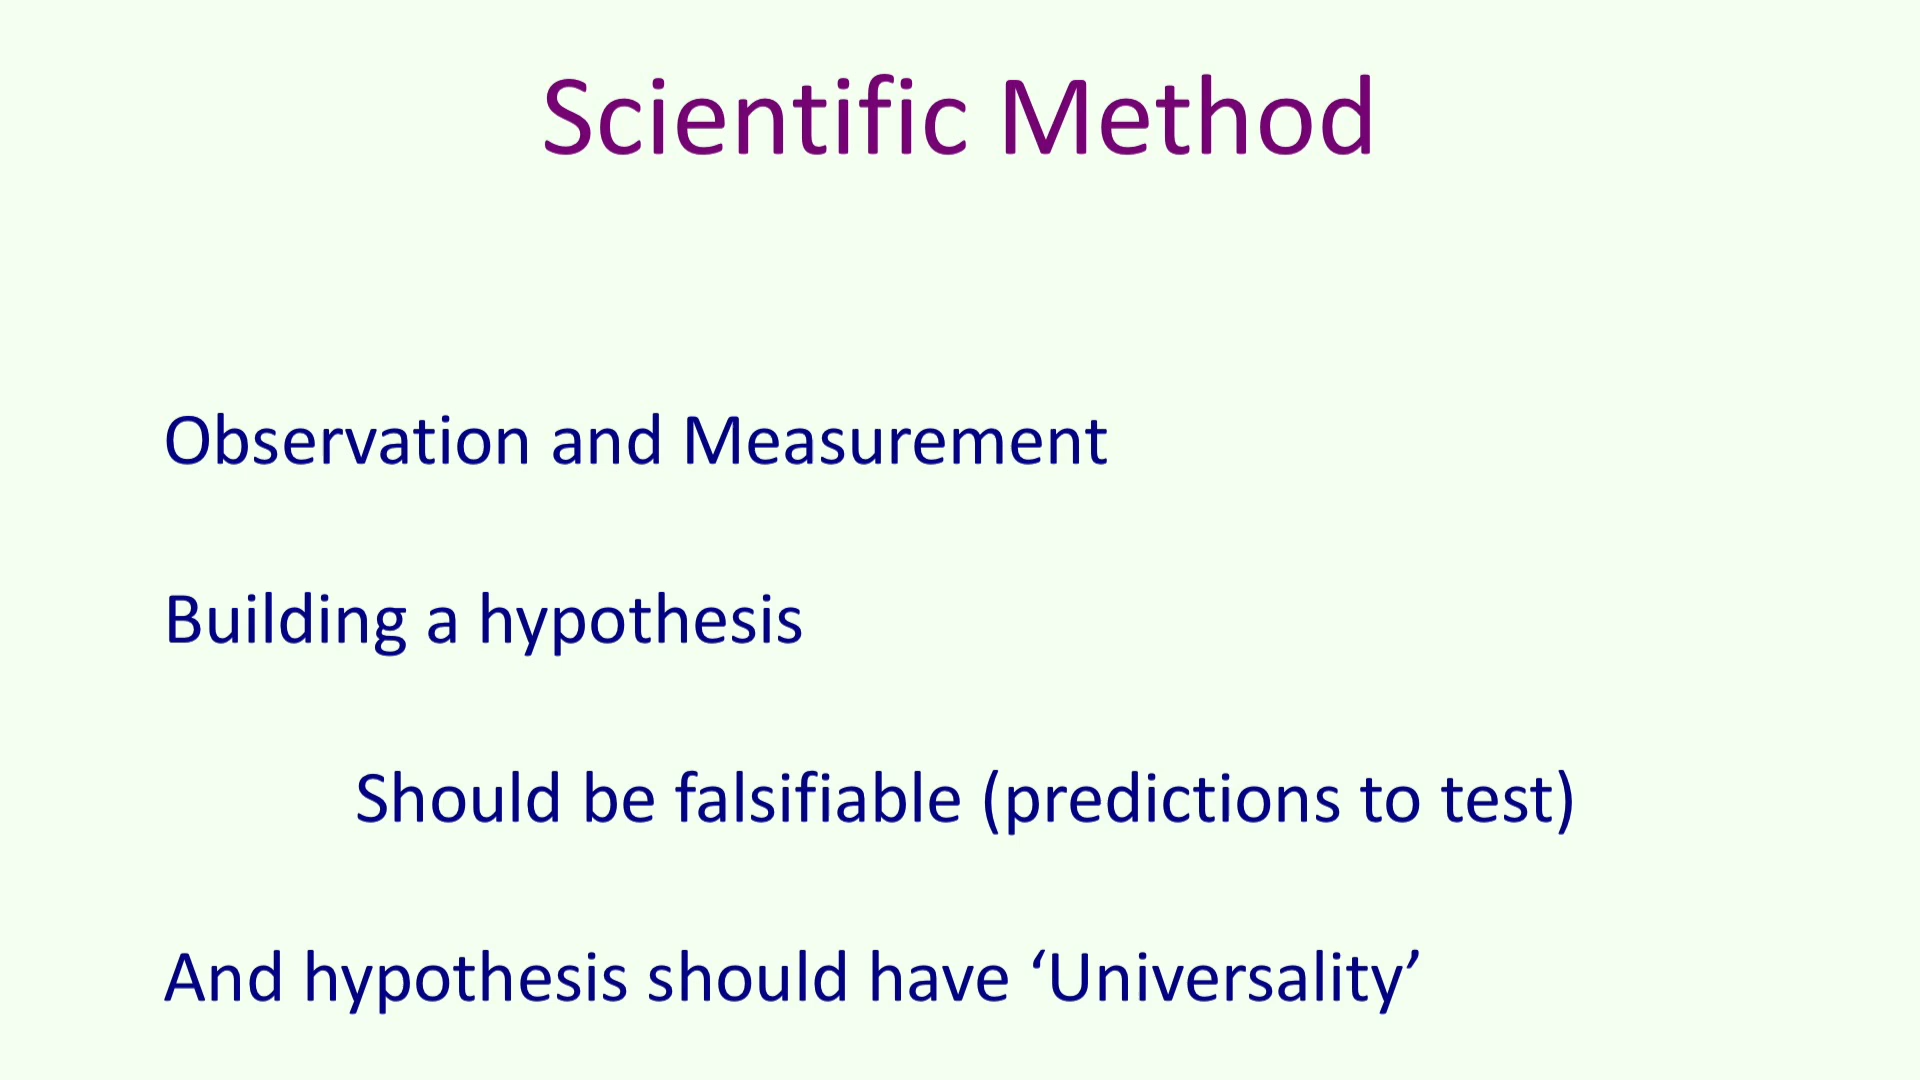 Scientific Method
Observation and Measurement
Building a hypothesis
Should be falsifiable (predictions to test)
And hypothesis should have ‘Universality’